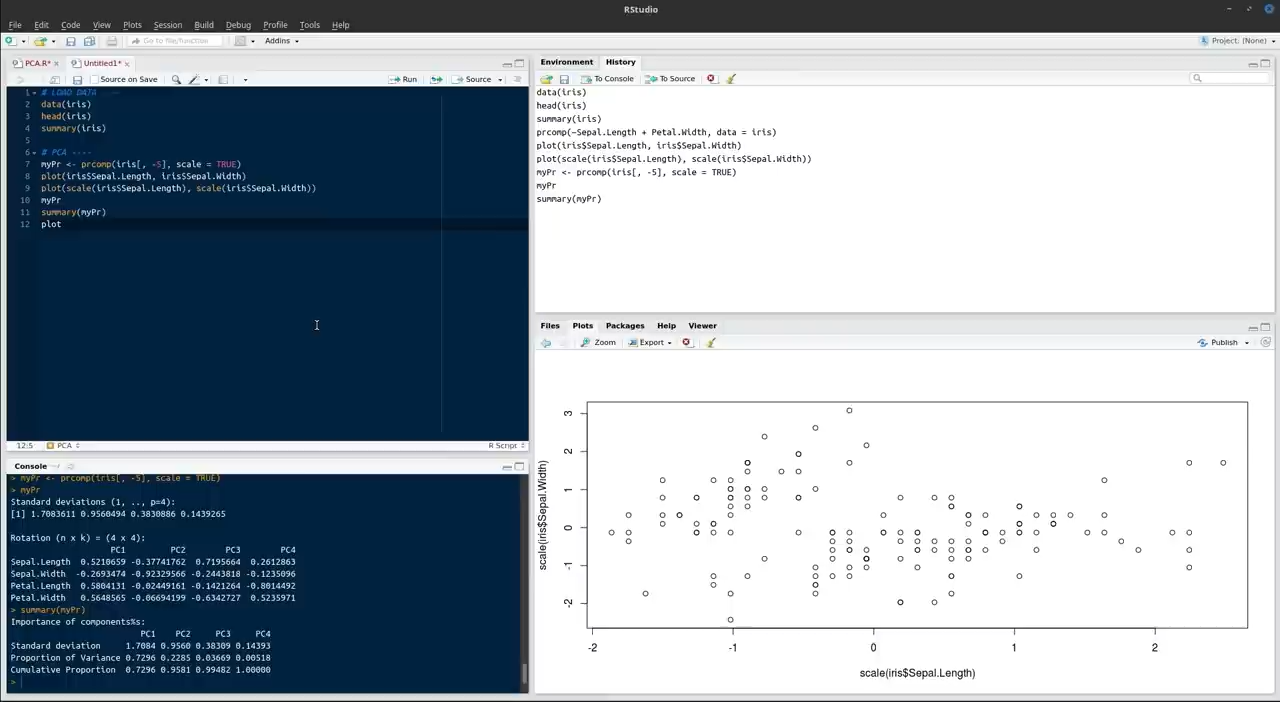 RStudio
File Edit Code View Plots Session Build Debug Profile Tools Help
Go to file/function Addins Project: (None)
PCA.R* Untitled1*
Source on Save Run Source
1 # LOAD DATA ----
2 data(iris)
3 head(iris)
4 summary(iris)
5
6 # PCA ----
7 myPr <- prcomp(iris[, -5], scale = TRUE)
8 plot(iris$Sepal.Length, iris$Sepal.Width)
9 plot(scale(iris$Sepal.Length), scale(iris$Sepal.Width))
10 myPr
11 summary(myPr)
12 plot
12:5 PCA R Script
Console ~/
> myPr <- prcomp(iris[, -5], scale = TRUE)
> myPr
Standard deviations (1, .., p=4):
[1] 1.7083611 0.9560494 0.3830886 0.1439265
Rotation (n x k) = (4 x 4):
PC1 PC2 PC3 PC4
Sepal.Length 0.5210659 -0.37741762 0.7195664 0.2612863
Sepal.Width -0.2693474 -0.92329566 -0.2443818 -0.1235096
Petal.Length 0.5804131 -0.02449161 -0.1421264 -0.8014492
Petal.Width 0.5648565 -0.06694199 -0.6342727 0.5235971
> summary(myPr)
Importance of components%s:
PC1 PC2 PC3 PC4
Standard deviation 1.7084 0.9560 0.38309 0.14393
Proportion of Variance 0.7296 0.2285 0.03669 0.00518
Cumulative Proportion 0.7296 0.9581 0.99482 1.00000
>
Environment History
To Console To Source
data(iris)
head(iris)
summary(iris)
prcomp(~Sepal.Length + Petal.Width, data = iris)
plot(iris$Sepal.Length, iris$Sepal.Width)
plot(scale(iris$Sepal.Length), scale(iris$Sepal.Width))
myPr <- prcomp(iris[, -5], scale = TRUE)
myPr
summary(myPr)
Files Plots Packages Help Viewer
Zoom Export Publish
scale(iris$Sepal.Width)
3
2
1
0
-1
-2
-2 -1 0 1 2
scale(iris$Sepal.Length)